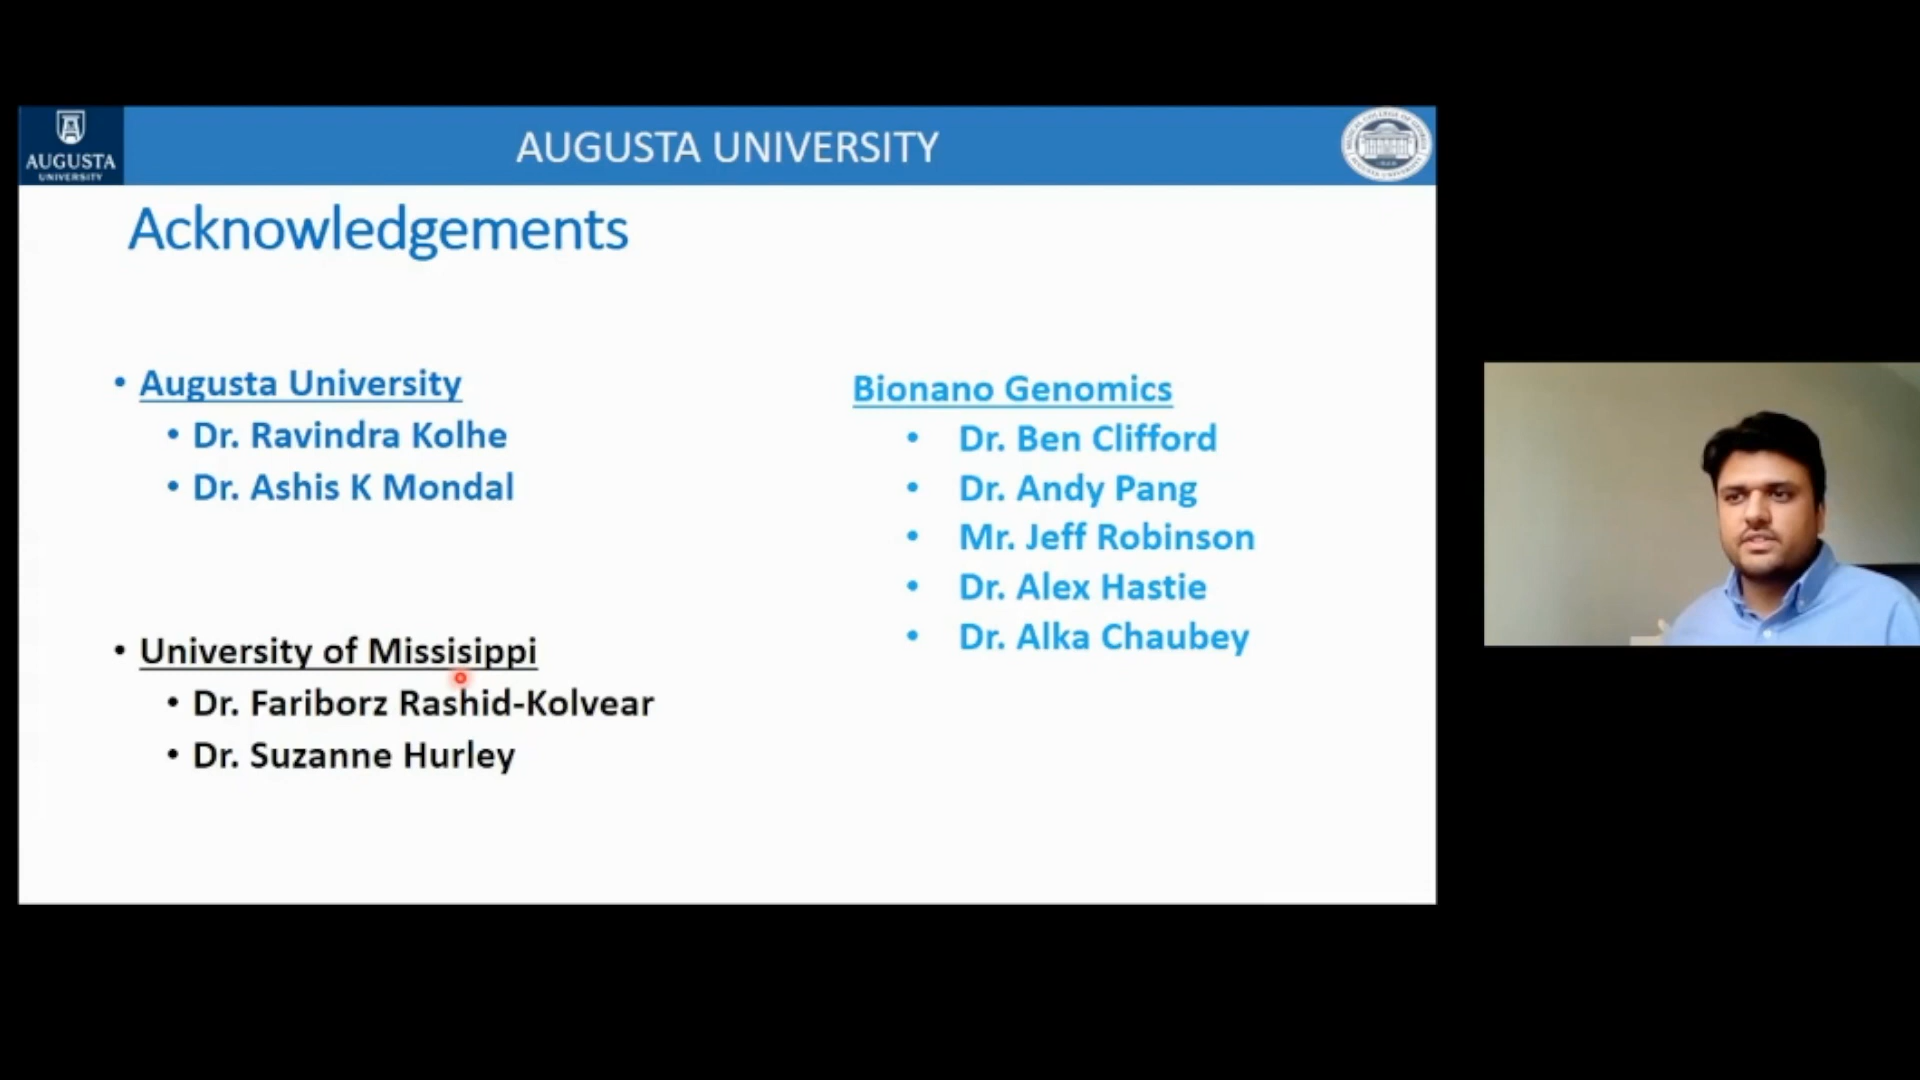 AUGUSTA
UNIVERSITY
AUGUSTA UNIVERSITY
Acknowledgements
• Augusta University
• Dr. Ravindra Kolhe
• Dr. Ashis K Mondal
• University of Missisippi
• Dr. Fariborz Rashid-Kolvear
• Dr. Suzanne Hurley
Bionano Genomics
• Dr. Ben Clifford
• Dr. Andy Pang
• Mr. Jeff Robinson
• Dr. Alex Hastie
• Dr. Alka Chaubey